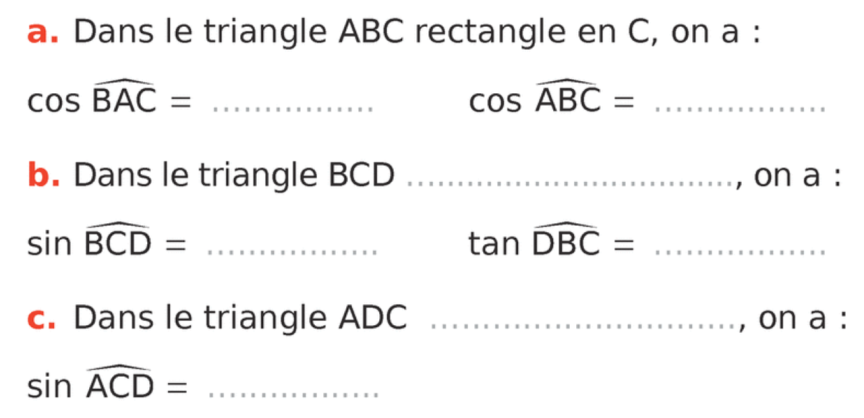 a. Dans le triangle ABC rectangle en C, on a :
cos BAC = ................ cos ABC = .................
b. Dans le triangle BCD ................................, on a :
sin BCD = ................. tan DBC = .................
c. Dans le triangle ADC ..............................., on a :
sin ACD = .................